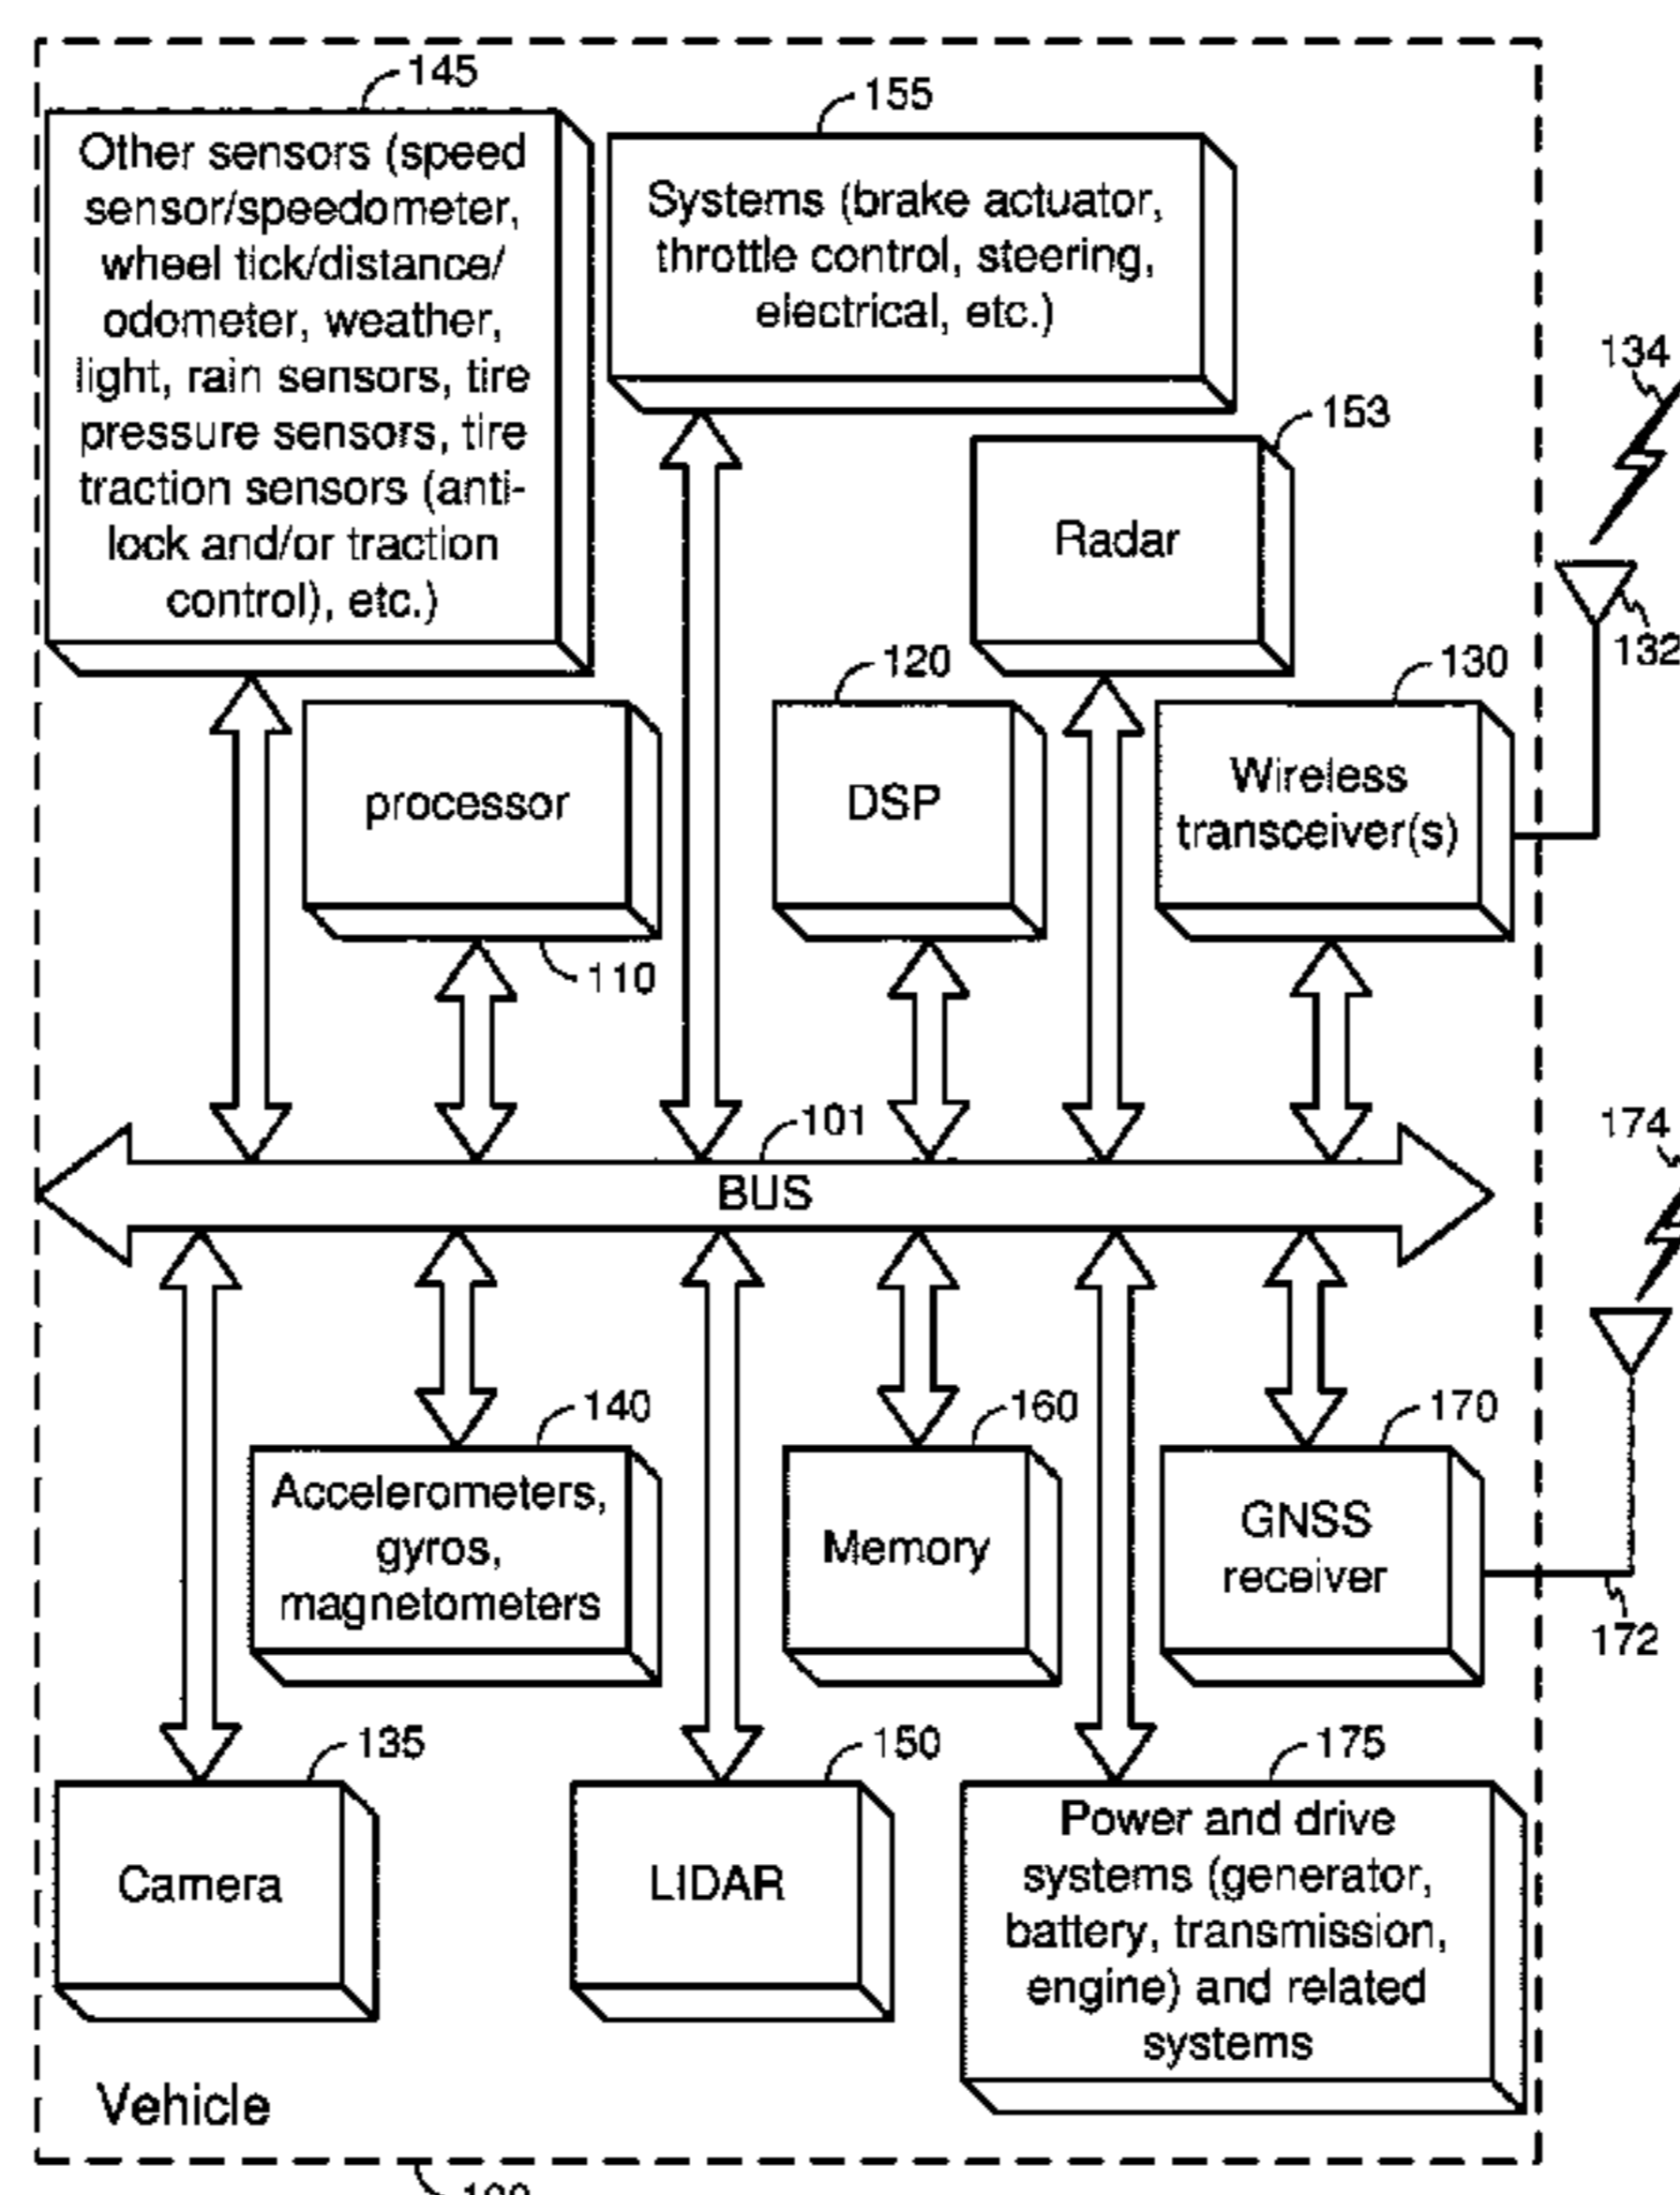 145
Other sensors (speed
sensor/speedometer,
wheel tick/distance/
odometer, weather,
light, rain sensors, tire
pressure sensors, tire
traction sensors (anti-
lock and/or traction
control), etc.)
155
Systems (brake actuator,
throttle control, steering,
electrical, etc.)
153
Radar
134
132
processor
110
120
DSP
130
Wireless
transceiver(s)
101
BUS
174
140
Accelerometers,
gyros,
magnetometers
160
Memory
170
GNSS
receiver
172
135
Camera
150
LIDAR
175
Power and drive
systems (generator,
battery, transmission,
engine) and related
systems
Vehicle